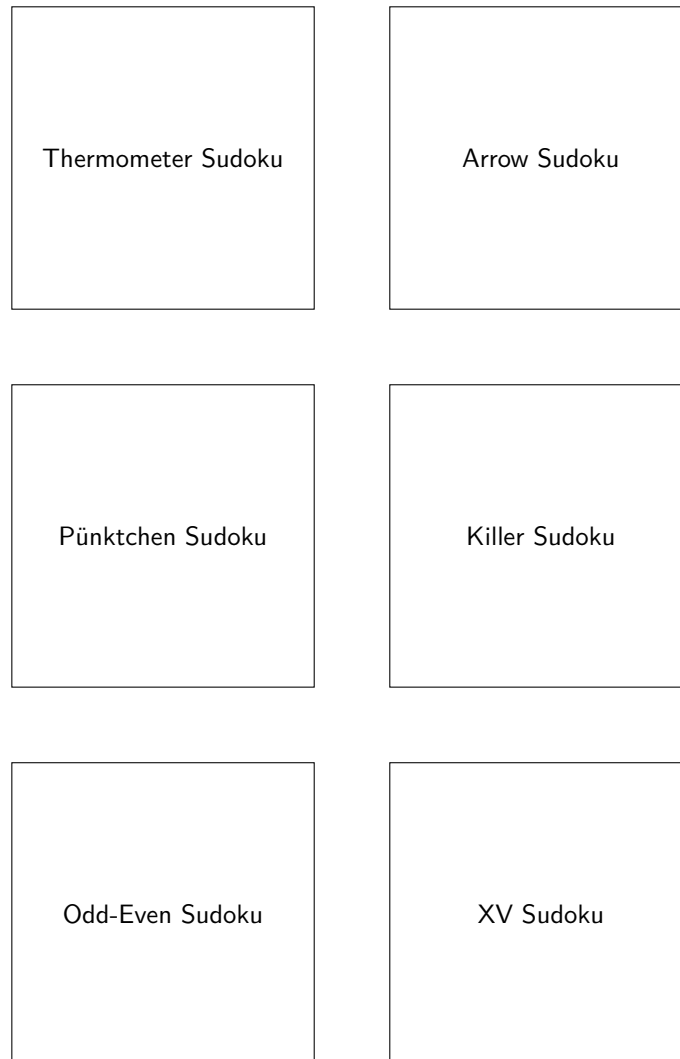 Thermometer Sudoku
Arrow Sudoku
Pünktchen Sudoku
Killer Sudoku
Odd-Even Sudoku
XV Sudoku